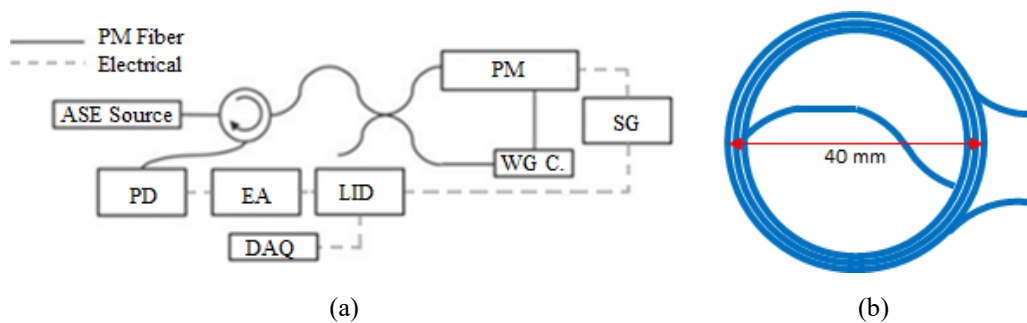 PM Fiber
Electrical
ASE Source
PM
SG
WG C.
PD
EA
LID
DAQ
40 mm
(a)
(b)